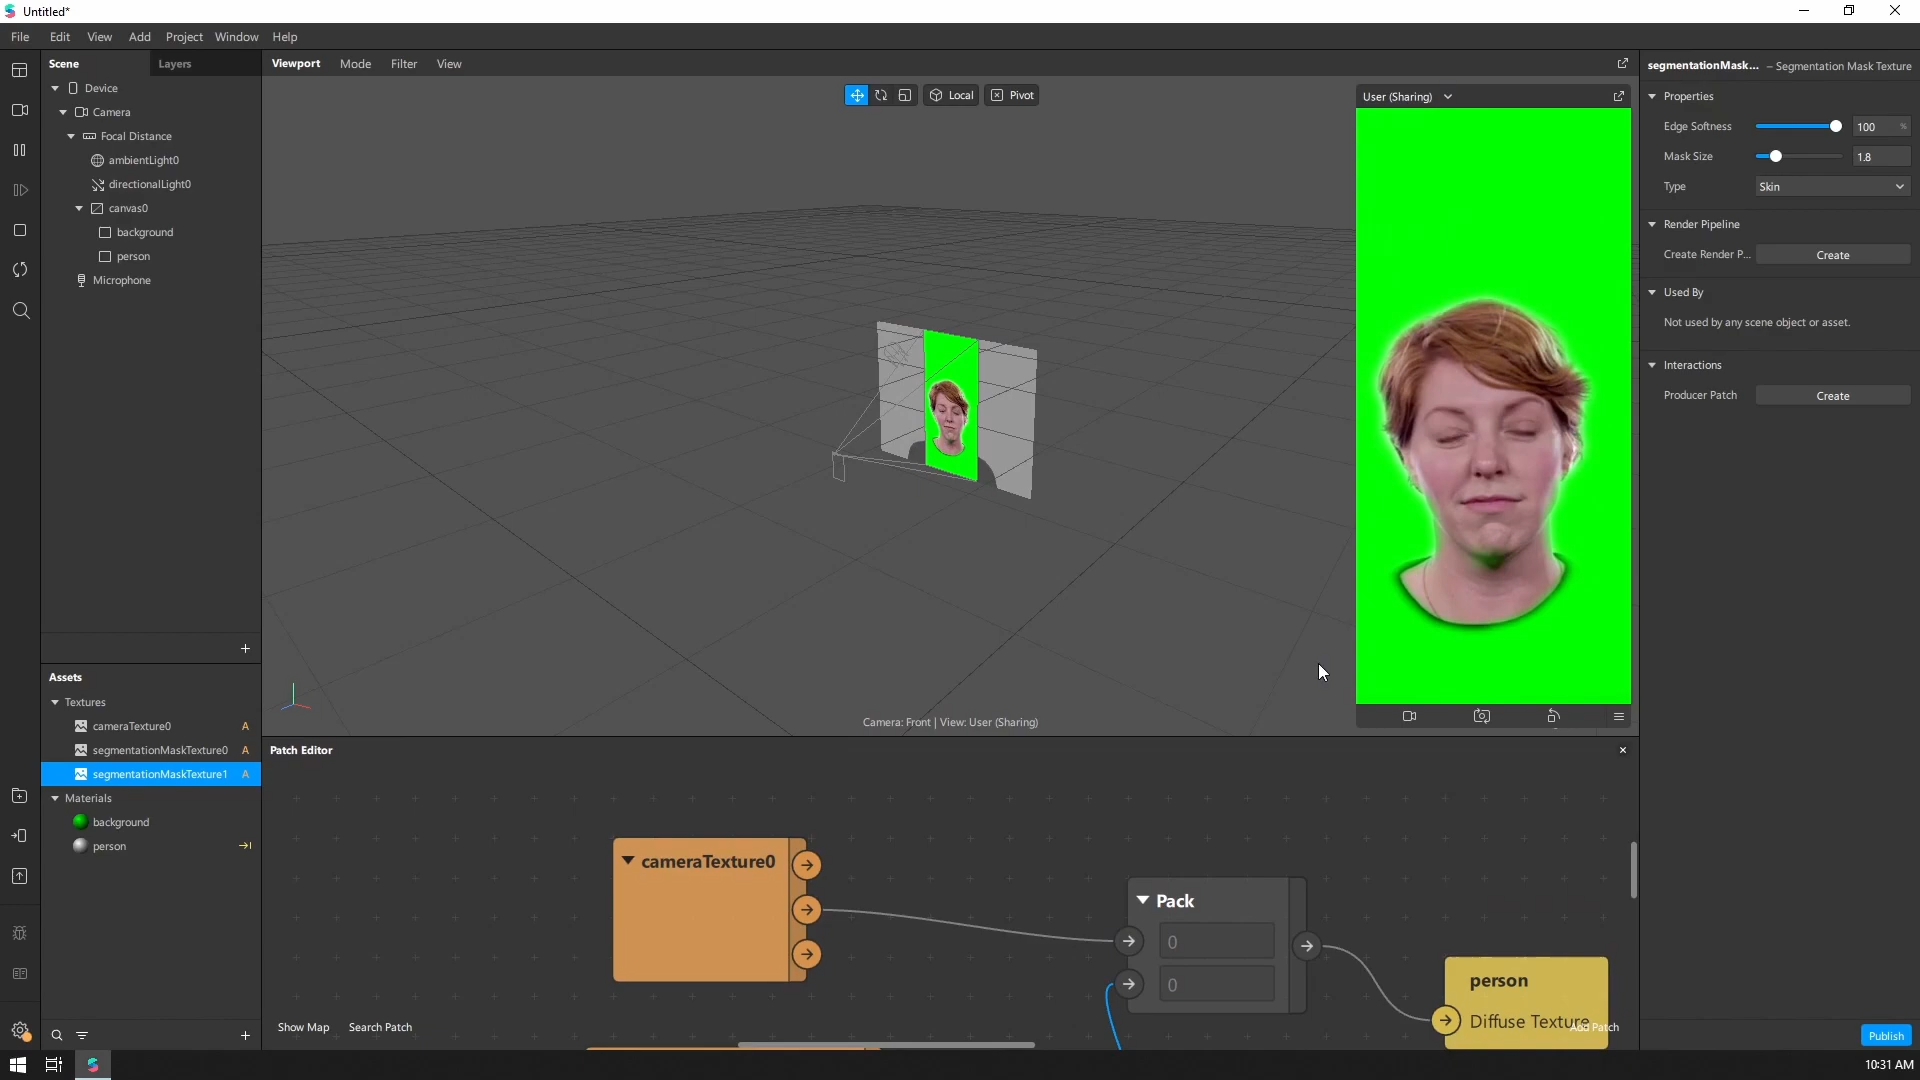 Untitled*
File Edit View Add Project Window Help
Scene Layers
Device
Camera
Focal Distance
ambientLight0
directionalLight0
canvas0
background
person
Microphone
Assets
Textures
cameraTexture0 A
segmentationMaskTexture0 A
segmentationMaskTexture1 A
Materials
background
person
Viewport Mode Filter View
Local Pivot
User (Sharing)
Camera: Front | View: User (Sharing)
Patch Editor
cameraTexture0
Pack
0
0
person
Diffuse Texture
Show Map Search Patch
Add Patch
segmentationMask... – Segmentation Mask Texture
Properties
Edge Softness 100 %
Mask Size 1.8
Type Skin
Render Pipeline
Create Render P... Create
Used By
Not used by any scene object or asset.
Interactions
Producer Patch Create
Publish
10:31 AM